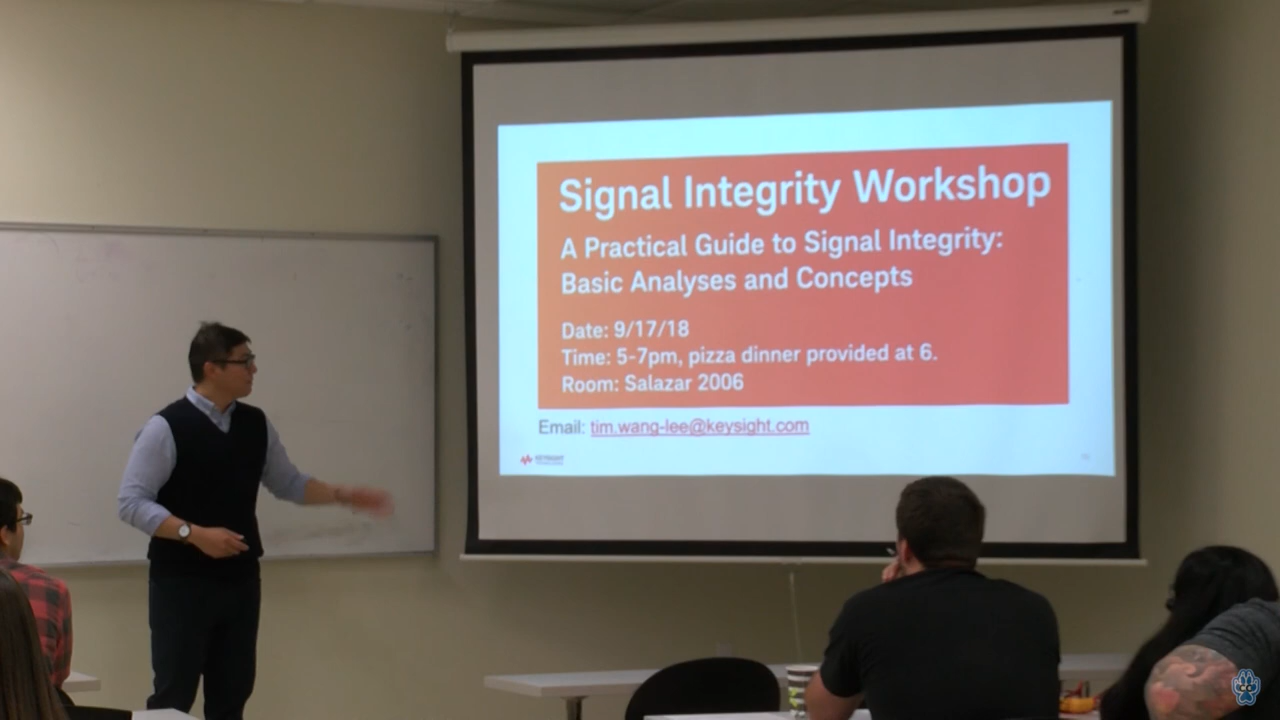 Signal Integrity Workshop
A Practical Guide to Signal Integrity:
Basic Analyses and Concepts
Date: 9/17/18
Time: 5-7pm, pizza dinner provided at 6.
Room: Salazar 2006
Email: tim.wang-lee@keysight.com
KEYSIGHT